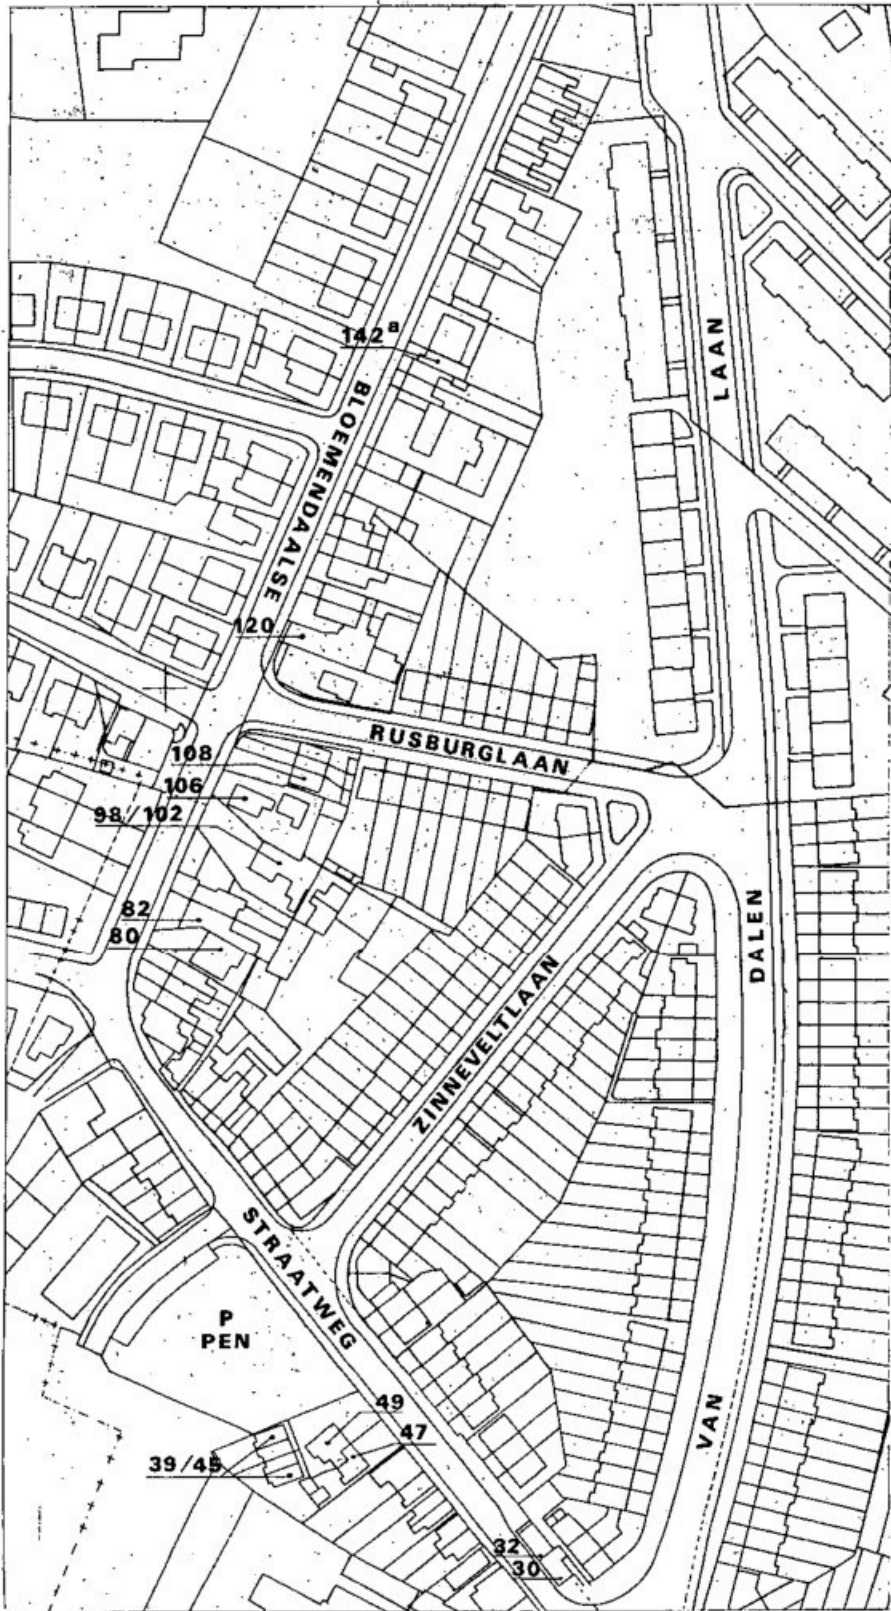 142a
LAAN
BLOEMENDAALSE
120
RUSBURGLAAN
108
106
98/102
82
80
DALEN
ZINNEVELTLAAN
STRAATWEG
P
PEN
49
47
39/45
VAN
32
30